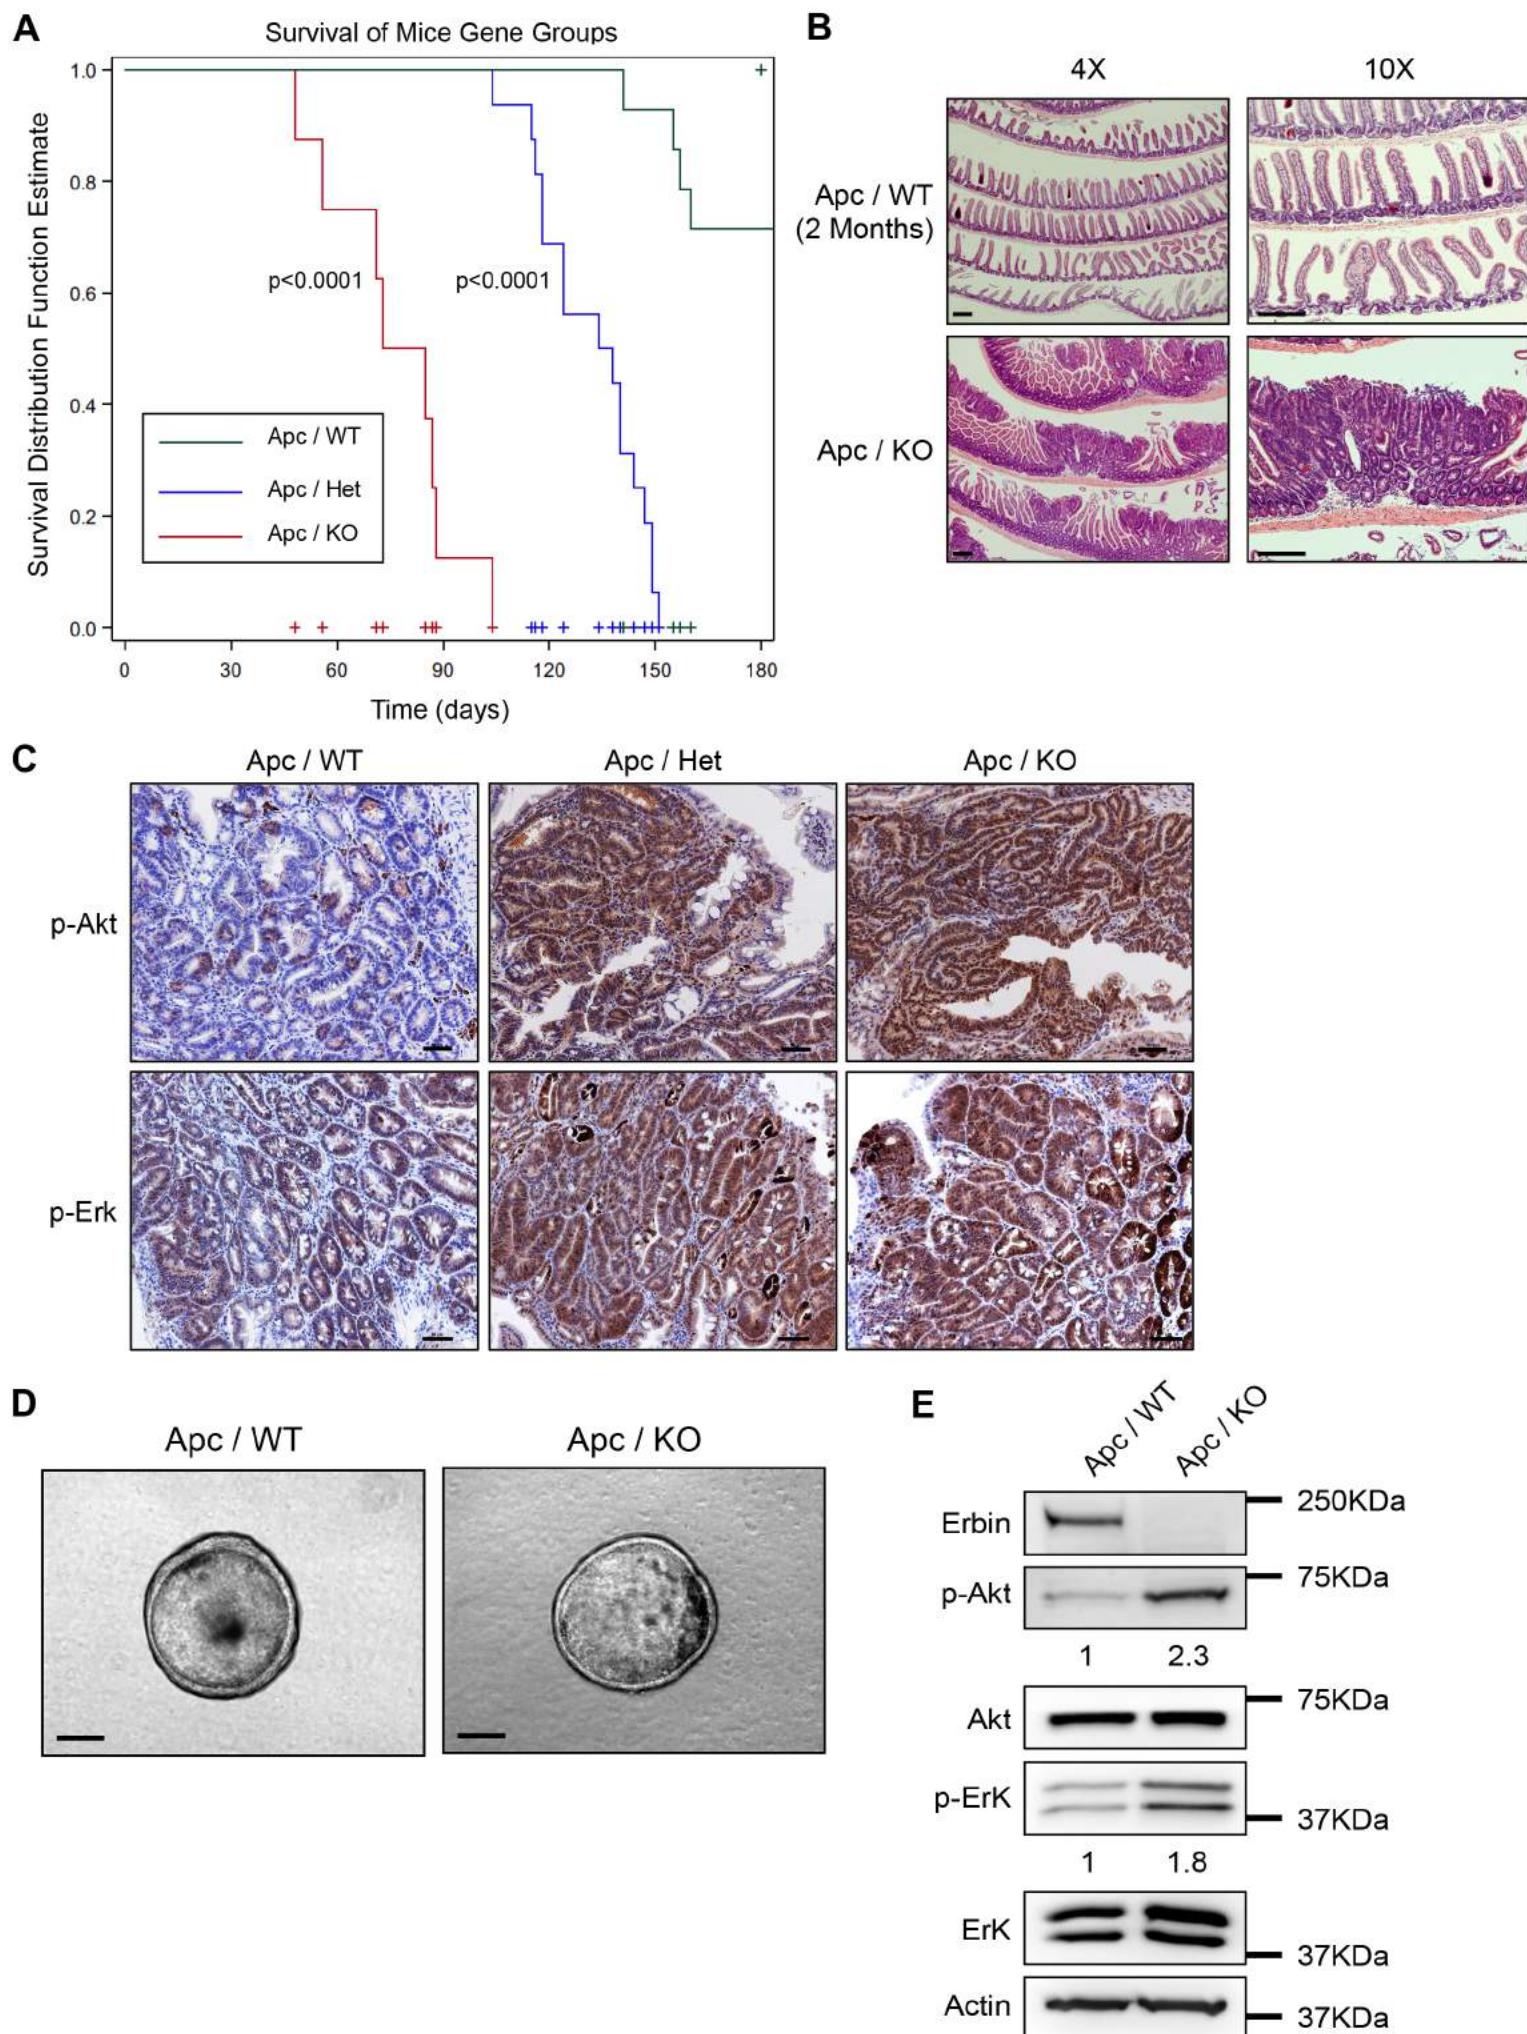 A
Survival of Mice Gene Groups
Survival Distribution Function Estimate
1.0
0.8
0.6
0.4
0.2
0.0
p<0.0001
p<0.0001
Apc / WT
Apc / Het
Apc / KO
0 30 60 90 120 150 180
Time (days)
B
4X 10X
Apc / WT
(2 Months)
Apc / KO
C
Apc / WT Apc / Het Apc / KO
p-Akt
p-Erk
D
Apc / WT Apc / KO
E
Apc / WT
Apc / KO
Erbin 250KDa
p-Akt 75KDa
1 2.3
Akt 75KDa
p-ErK 37KDa
1 1.8
ErK 37KDa
Actin 37KDa